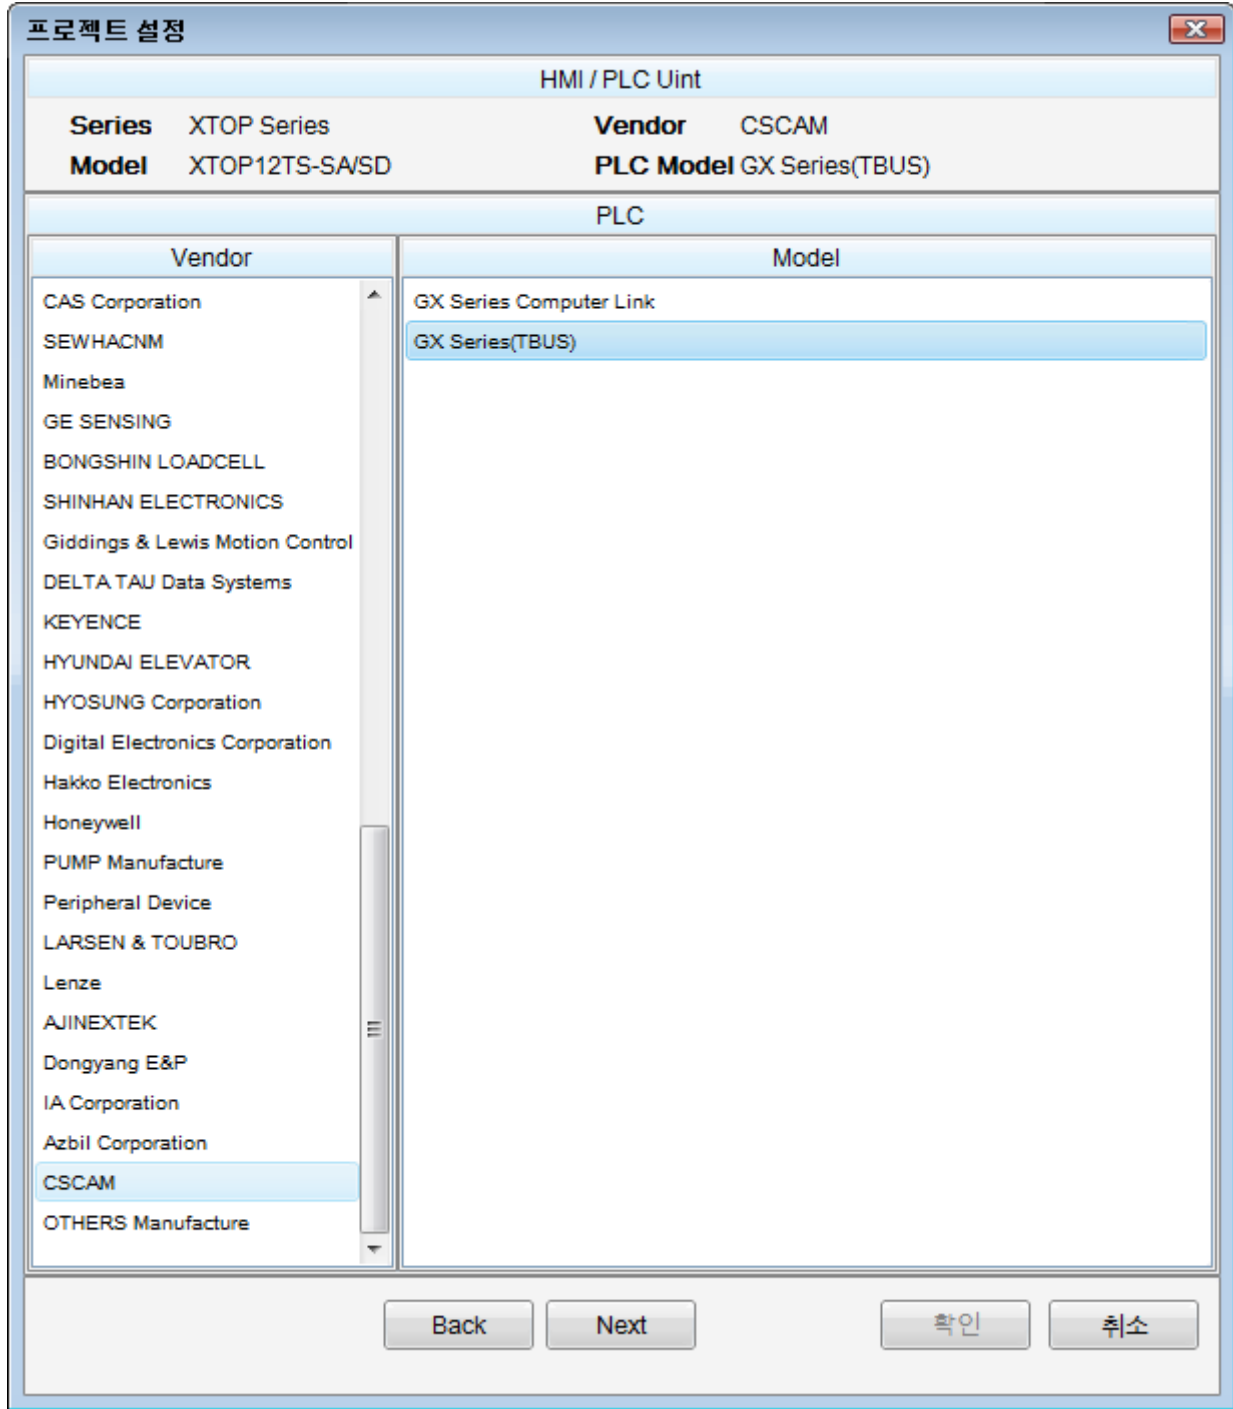 프로젝트 설정
HMI / PLC Uint
Series XTOP Series Vendor CSCAM
Model XTOP12TS-SA/SD PLC Model GX Series(TBUS)
PLC
Vendor Model
CAS Corporation GX Series Computer Link
SEWHACNM GX Series(TBUS)
Minebea
GE SENSING
BONGSHIN LOADCELL
SHINHAN ELECTRONICS
Giddings & Lewis Motion Control
DELTA TAU Data Systems
KEYENCE
HYUNDAI ELEVATOR
HYOSUNG Corporation
Digital Electronics Corporation
Hakko Electronics
Honeywell
PUMP Manufacture
Peripheral Device
LARSEN & TOUBRO
Lenze
AJINEXTEK
Dongyang E&P
IA Corporation
Azbil Corporation
CSCAM
OTHERS Manufacture
Back Next 확인 취소